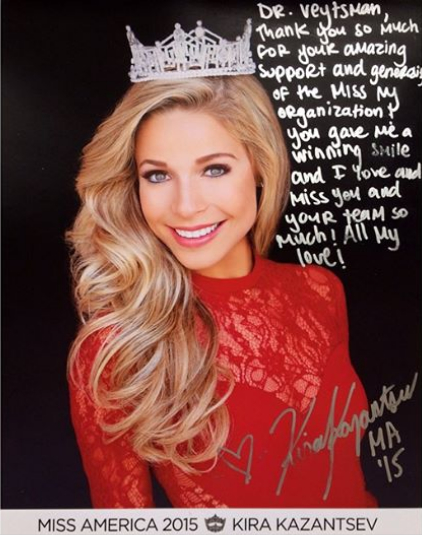 DR. Veytsman,
Thank you so much
FOR your amazing
support and generosi
of the Miss NY
organization!
you gave me a
winning smile
and I love and
miss you and
your team so
much! All my
love!
Kira Kazantsev
MA
'15
MISS AMERICA 2015 KIRA KAZANTSEV